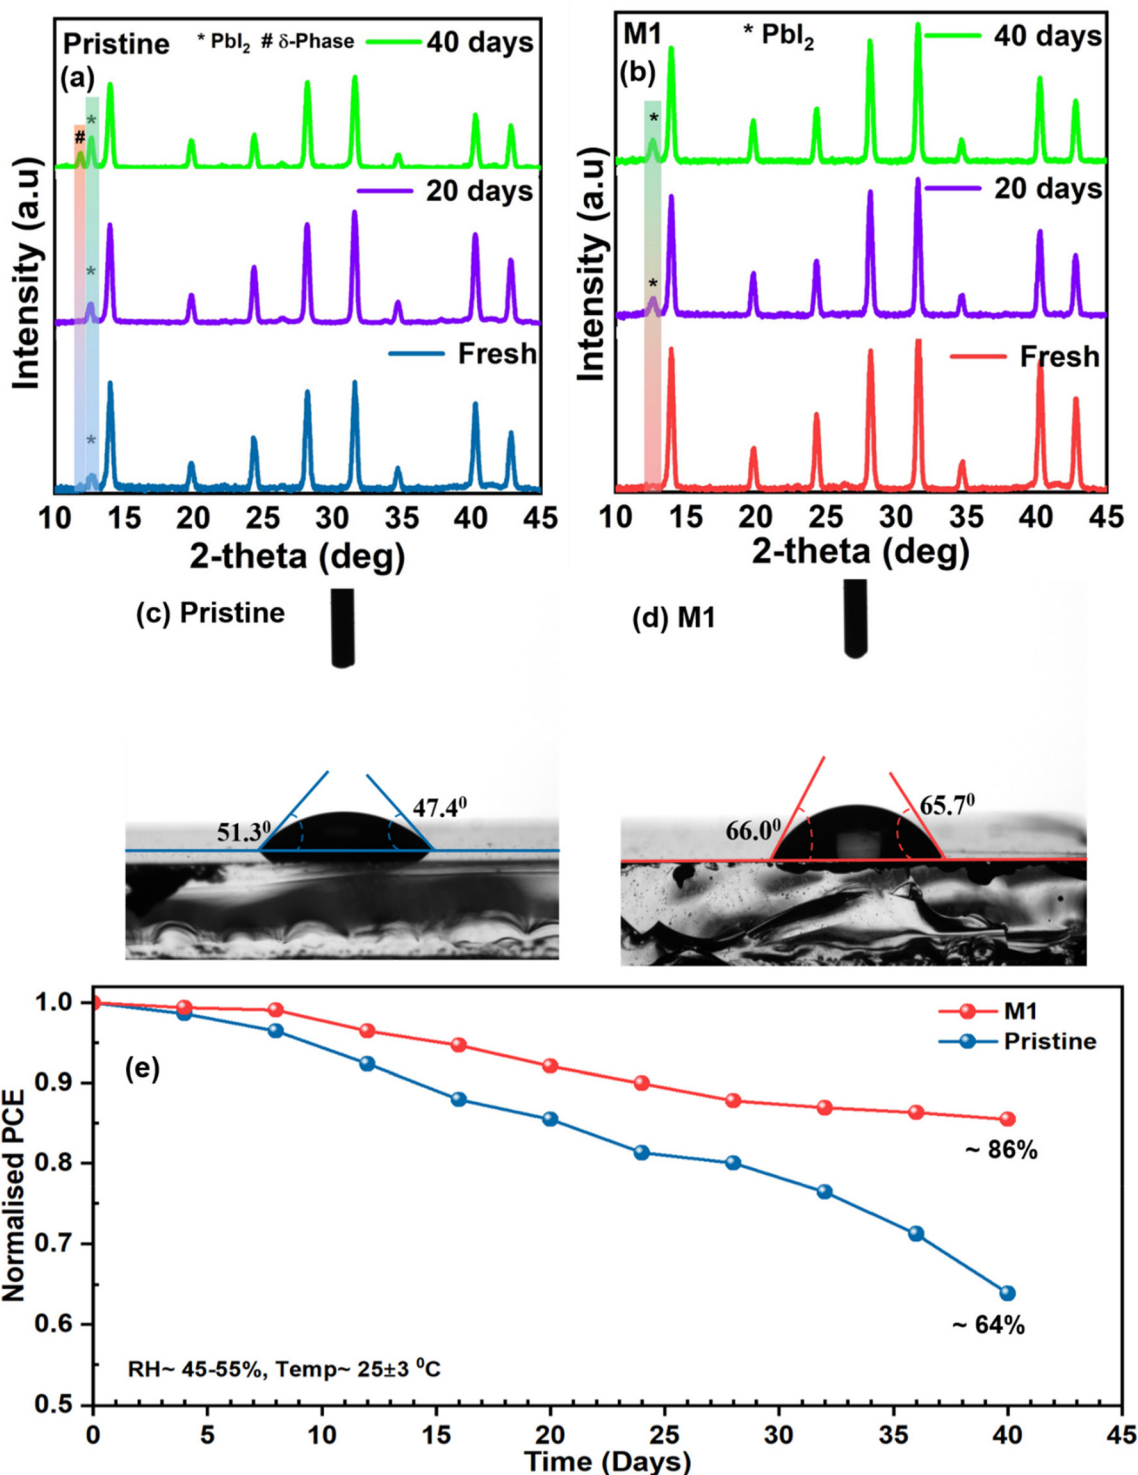 Pristine * PbI₂ # δ-Phase 40 days
(a)
*
#
20 days
*
Fresh
*
Intensity (a.u)
10 15 20 25 30 35 40 45
2-theta (deg)
M1 * PbI₂ 40 days
(b)
*
20 days
*
Fresh
Intensity (a.u)
10 15 20 25 30 35 40 45
2-theta (deg)
(c) Pristine
51.3⁰
47.4⁰
(d) M1
66.0⁰
65.7⁰
1.0
0.9
0.8
0.7
0.6
0.5
Normalised PCE
(e)
M1
Pristine
~ 86%
~ 64%
RH~ 45-55%, Temp~ 25±3 ⁰C
0 5 10 15 20 25 30 35 40 45
Time (Days)